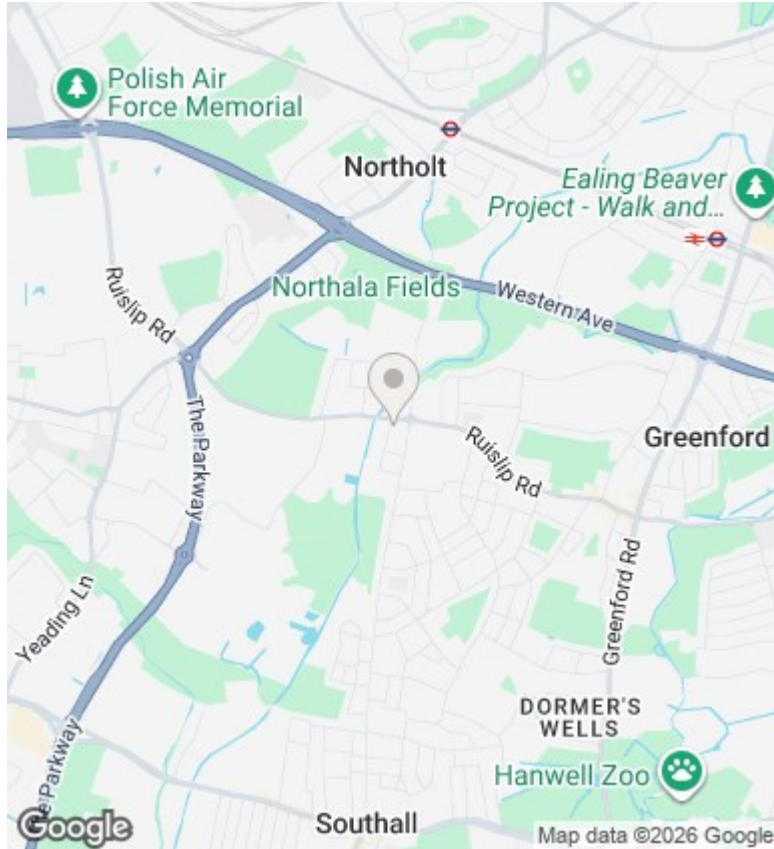 Polish Air
Force Memorial
Northolt
Ealing Beaver
Project - Walk and...
Ruislip Rd
Northala Fields
Western Ave
The Parkway
Ruislip Rd
Greenford
Yeading Ln
Greenford Rd
DORMER'S
WELLS
The Parkway
Hanwell Zoo
Southall
Google
Map data ©2026 Google